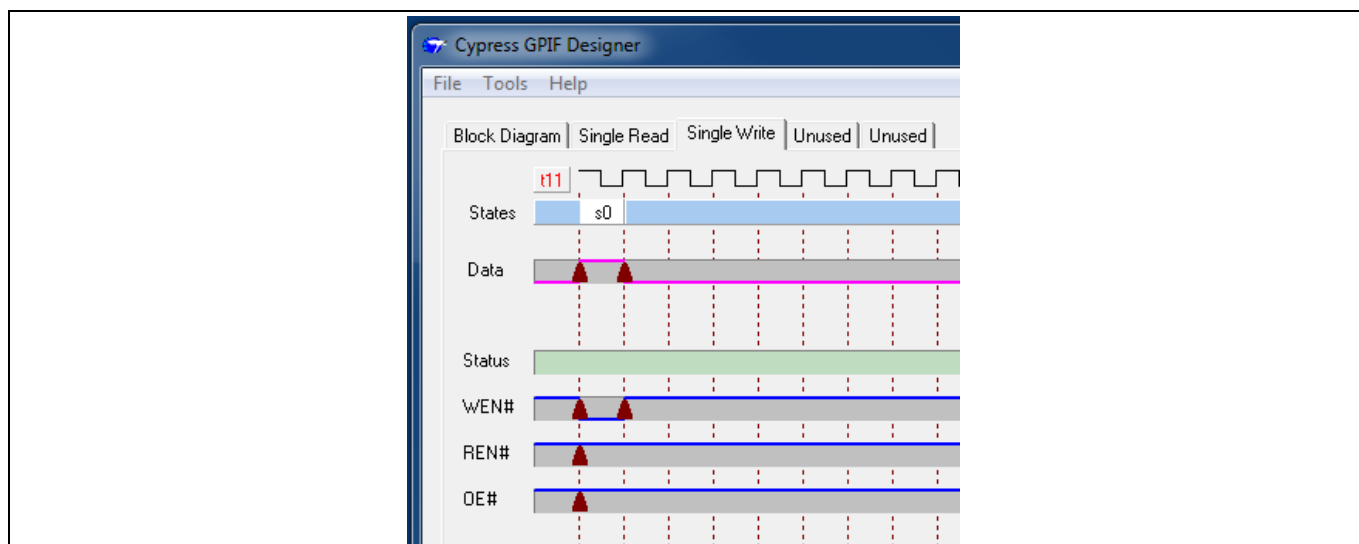 Cypress GPIF Designer
File Tools Help
Block Diagram Single Read Single Write Unused Unused
t11
States s0
Data
Status
WEN#
REN#
OE#